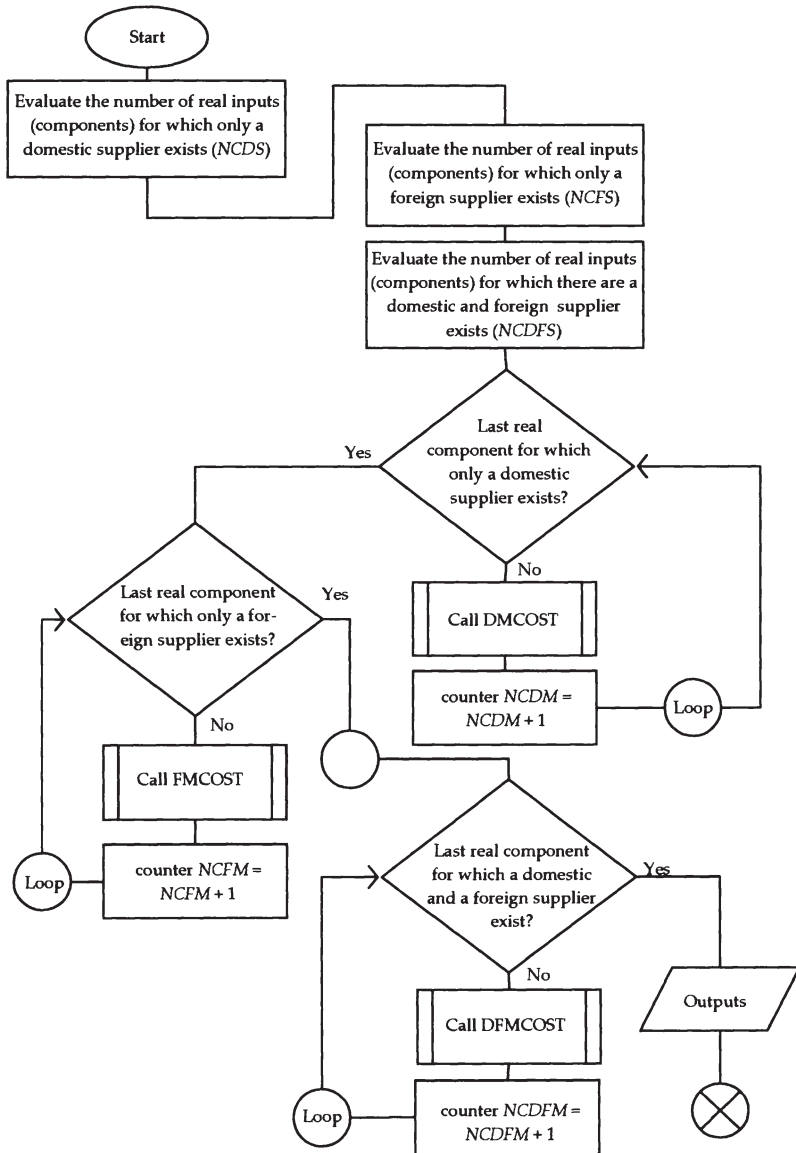 Start
Evaluate the number of real inputs
(components) for which only a
domestic supplier exists (NCDS)
Evaluate the number of real inputs
(components) for which only a
foreign supplier exists (NCFS)
Evaluate the number of real inputs
(components) for which there are a
domestic and foreign supplier
exists (NCDFS)
Last real
component for which
only a domestic
supplier exists?
Yes
No
Call DMCOST
counter NCDM =
NCDM + 1
Loop
Last real component
for which only a for-
eign supplier exists?
Yes
No
Call FMCOST
counter NCFM =
NCFM + 1
Loop
Last real component
for which a domestic
and a foreign supplier
exist?
Yes
No
Call DFMCOST
counter NCDFM =
NCDFM + 1
Loop
Outputs